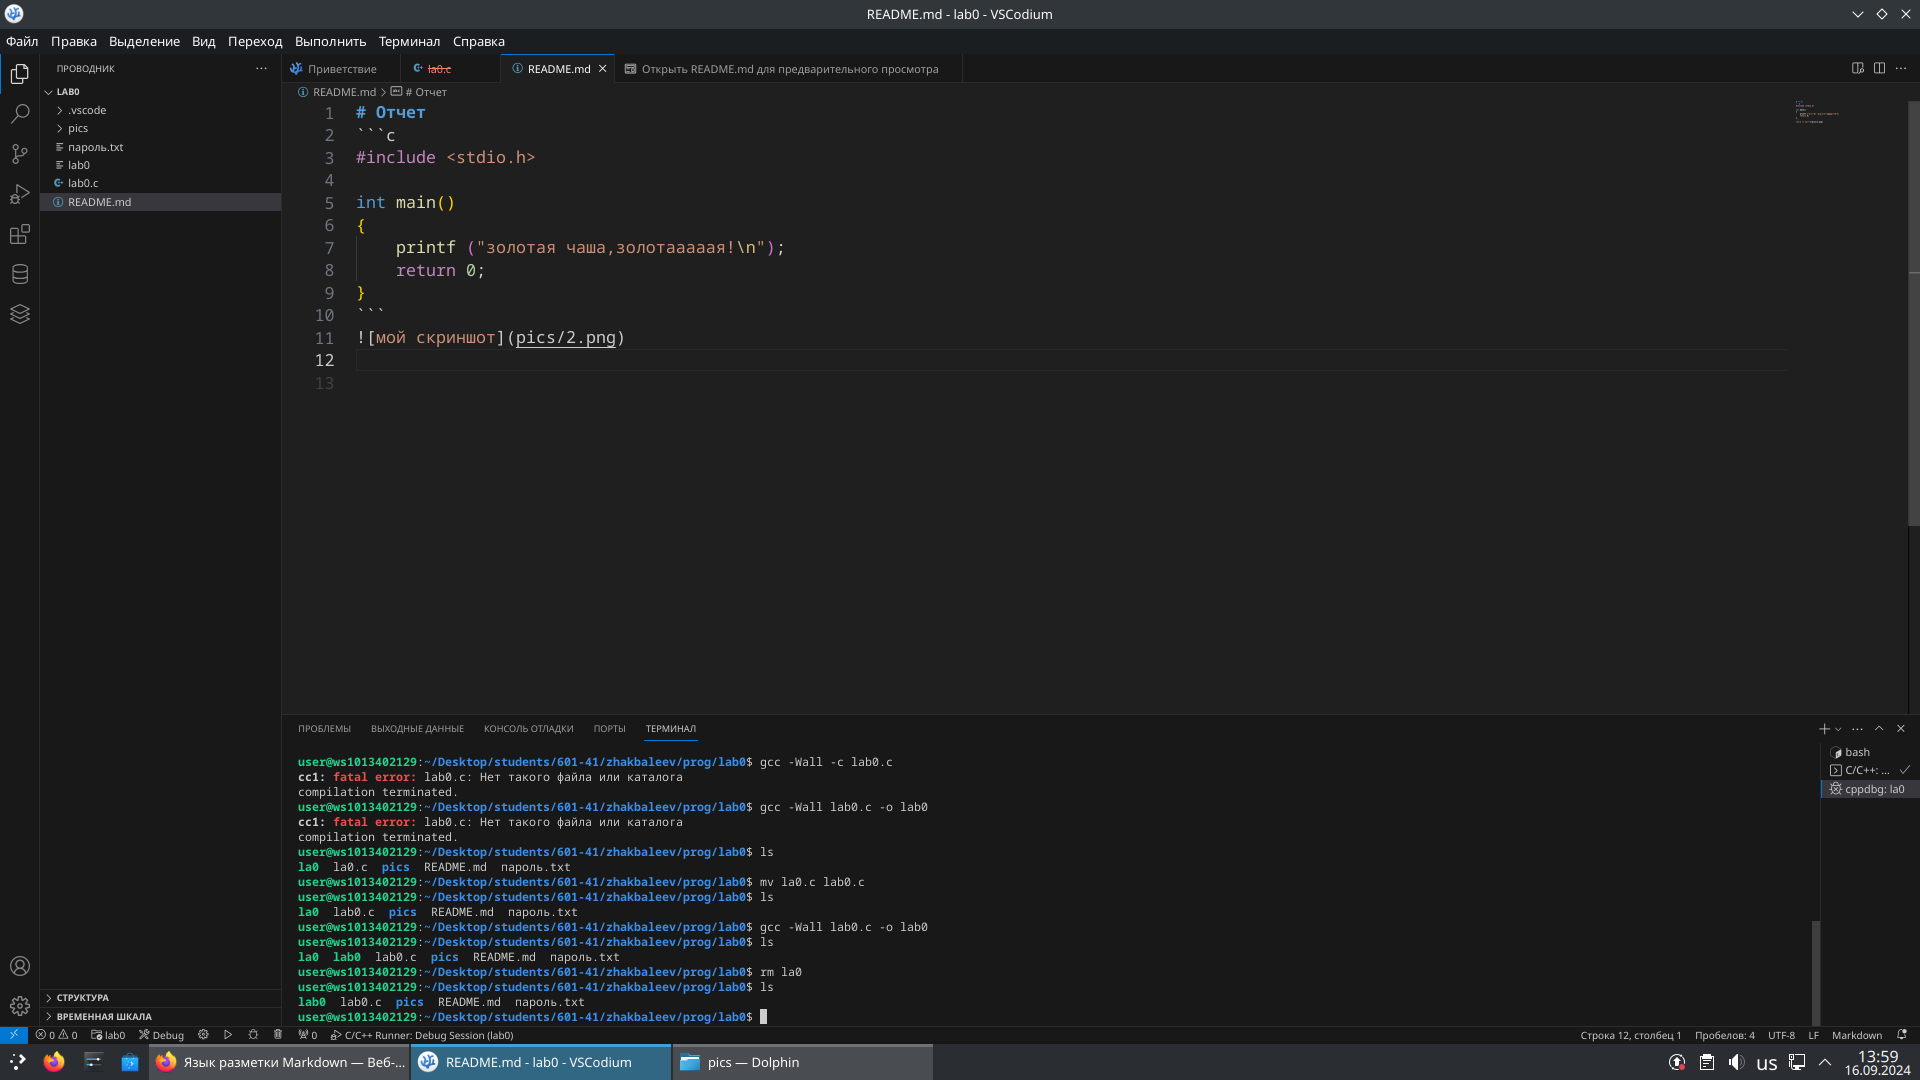 README.md - lab0 - VSCodium
Файл Правка Выделение Вид Переход Выполнить Терминал Справка
ПРОВОДНИК
Приветствие
la0.c
README.md
Открыть README.md для предварительного просмотра
LAB0
.vscode
pics
пароль.txt
lab0
lab0.c
README.md
README.md > # Отчет
1 # Отчет
2 ```c
3 #include <stdio.h>
4
5 int main()
6 {
7 printf ("золотая чаша,золотааааая!\n");
8 return 0;
9 }
10 ```
11 ![мой скриншот](pics/2.png)
12
13
ПРОБЛЕМЫ ВЫХОДНЫЕ ДАННЫЕ КОНСОЛЬ ОТЛАДКИ ПОРТЫ ТЕРМИНАЛ
user@ws1013402129:~/Desktop/students/601-41/zhakbaleev/prog/lab0$ gcc -Wall -c lab0.c
cc1: fatal error: lab0.c: Нет такого файла или каталога
compilation terminated.
user@ws1013402129:~/Desktop/students/601-41/zhakbaleev/prog/lab0$ gcc -Wall lab0.c -o lab0
cc1: fatal error: lab0.c: Нет такого файла или каталога
compilation terminated.
user@ws1013402129:~/Desktop/students/601-41/zhakbaleev/prog/lab0$ ls
la0 la0.c pics README.md пароль.txt
user@ws1013402129:~/Desktop/students/601-41/zhakbaleev/prog/lab0$ mv la0.c lab0.c
user@ws1013402129:~/Desktop/students/601-41/zhakbaleev/prog/lab0$ ls
la0 lab0.c pics README.md пароль.txt
user@ws1013402129:~/Desktop/students/601-41/zhakbaleev/prog/lab0$ gcc -Wall lab0.c -o lab0
user@ws1013402129:~/Desktop/students/601-41/zhakbaleev/prog/lab0$ ls
la0 lab0 lab0.c pics README.md пароль.txt
user@ws1013402129:~/Desktop/students/601-41/zhakbaleev/prog/lab0$ rm la0
user@ws1013402129:~/Desktop/students/601-41/zhakbaleev/prog/lab0$ ls
lab0 lab0.c pics README.md пароль.txt
user@ws1013402129:~/Desktop/students/601-41/zhakbaleev/prog/lab0$
bash
C/C++: ...
cppdbg: la0
СТРУКТУРА
ВРЕМЕННАЯ ШКАЛА
0 0 lab0 Debug 0 C/C++ Runner: Debug Session (lab0)
Строка 12, столбец 1 Пробелов: 4 UTF-8 LF Markdown
Язык разметки Markdown — Веб-...
README.md - lab0 - VSCodium
pics — Dolphin
us
13:59
16.09.2024